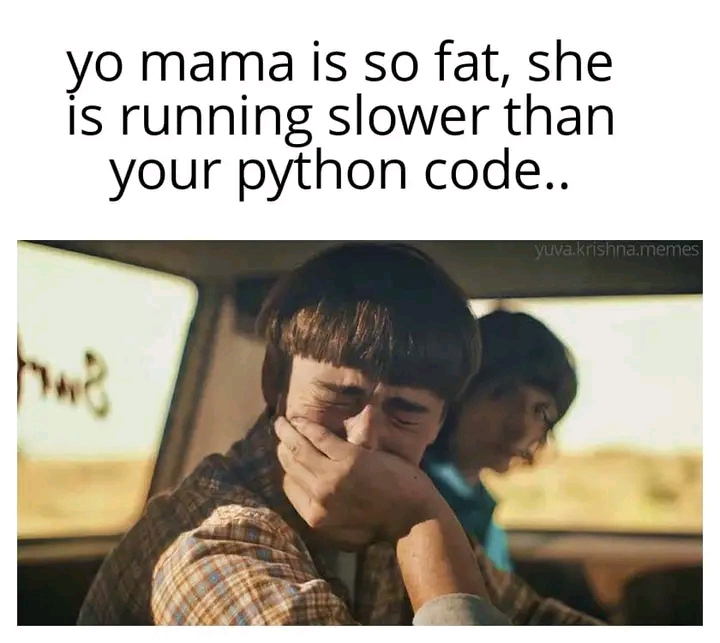 yo mama is so fat, she
is running slower than
your python code..
yuva.krishna.memes